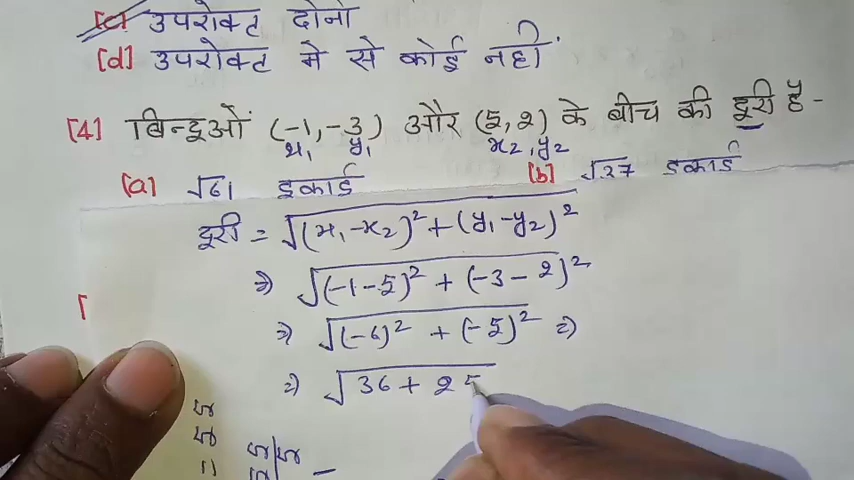 [c] उपरोक्त दोनो
[d] उपरोक्त मे से कोई नहीं
[4] बिन्दुओं (-1, -3) और (5, 2) के बीच की दूरी है -
x₁ y₁ x₂, y₂
[a] √61 इकाई [b] √37 इकाई
दूरी = √(x₁-x₂)² + (y₁-y₂)²
⇒ √(-1-5)² + (-3-2)²
⇒ √(-6)² + (-5)² ⇒
⇒ √36 + 25